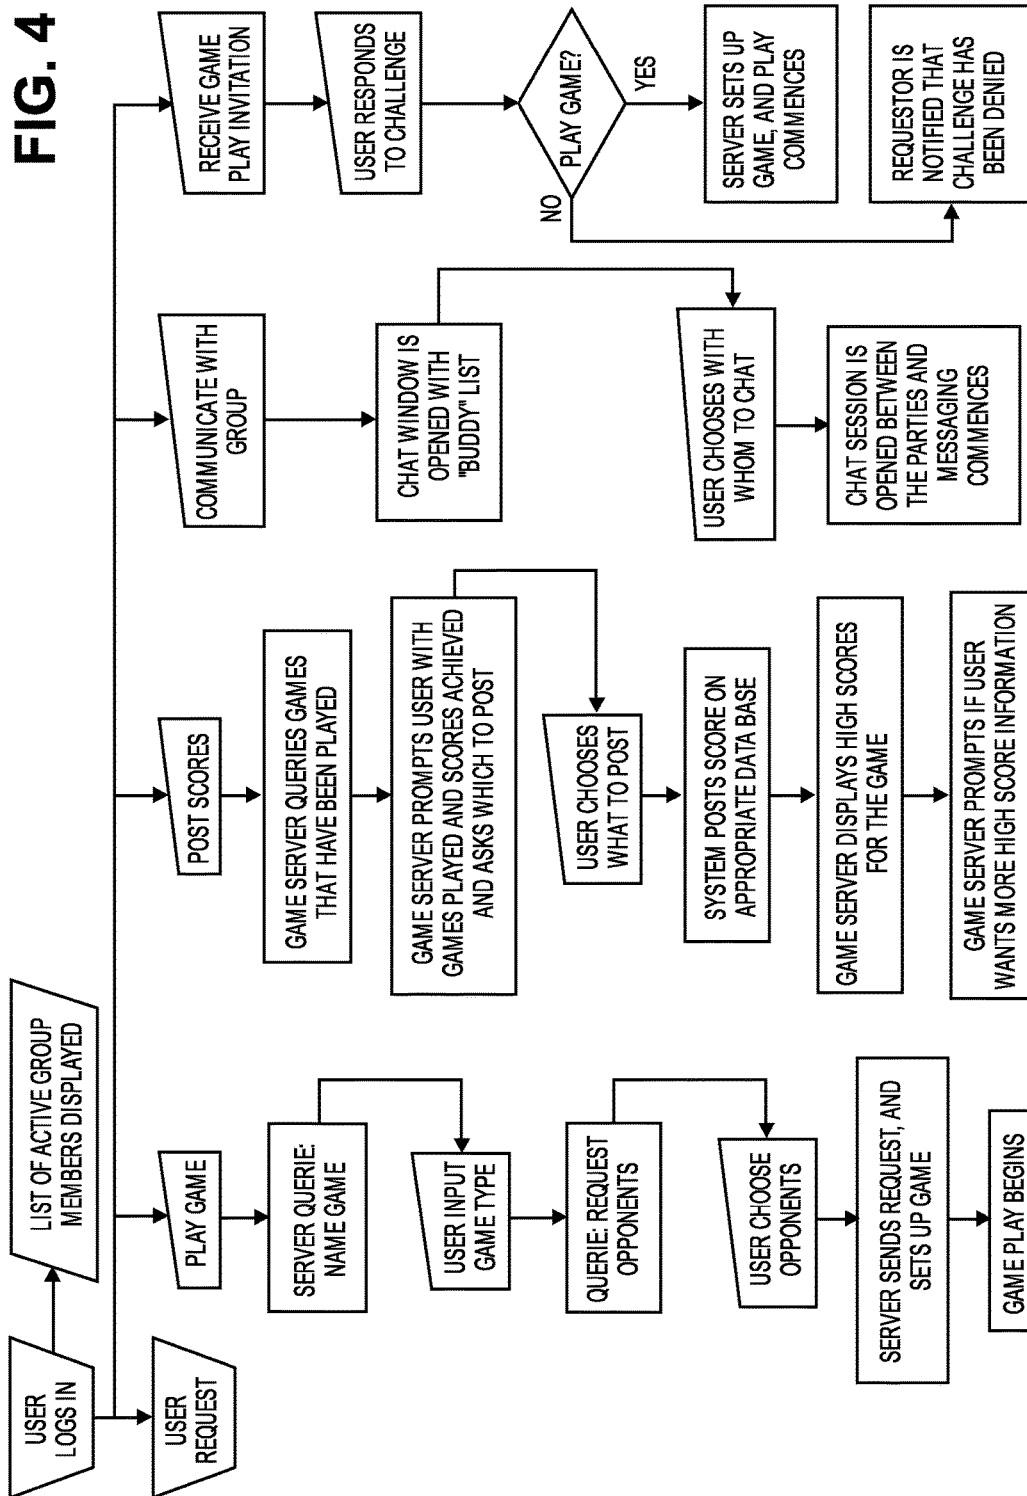 FIG. 4
USER
LOGS IN
LIST OF ACTIVE GROUP
MEMBERS DISPLAYED
USER
REQUEST
PLAY GAME
SERVER QUERIE:
NAME GAME
USER INPUT
GAME TYPE
QUERIE: REQUEST
OPPONENTS
USER CHOOSE
OPPONENTS
SERVER SENDS REQUEST, AND
SETS UP GAME
GAME PLAY BEGINS
POST SCORES
GAME SERVER QUERIES GAMES
THAT HAVE BEEN PLAYED
GAME SERVER PROMPTS USER WITH
GAMES PLAYED AND SCORES ACHIEVED
AND ASKS WHICH TO POST
USER CHOOSES
WHAT TO POST
SYSTEM POSTS SCORE ON
APPROPRIATE DATA BASE
GAME SERVER DISPLAYS HIGH SCORES
FOR THE GAME
GAME SERVER PROMPTS IF USER
WANTS MORE HIGH SCORE INFORMATION
COMMUNICATE WITH
GROUP
CHAT WINDOW IS
OPENED WITH
"BUDDY" LIST
USER CHOOSES WITH
WHOM TO CHAT
CHAT SESSION IS
OPENED BETWEEN
THE PARTIES AND
MESSAGING
COMMENCES
RECEIVE GAME
PLAY INVITATION
USER RESPONDS
TO CHALLENGE
PLAY GAME?
NO
YES
SERVER SETS UP
GAME, AND PLAY
COMMENCES
REQUESTOR IS
NOTIFIED THAT
CHALLENGE HAS
BEEN DENIED